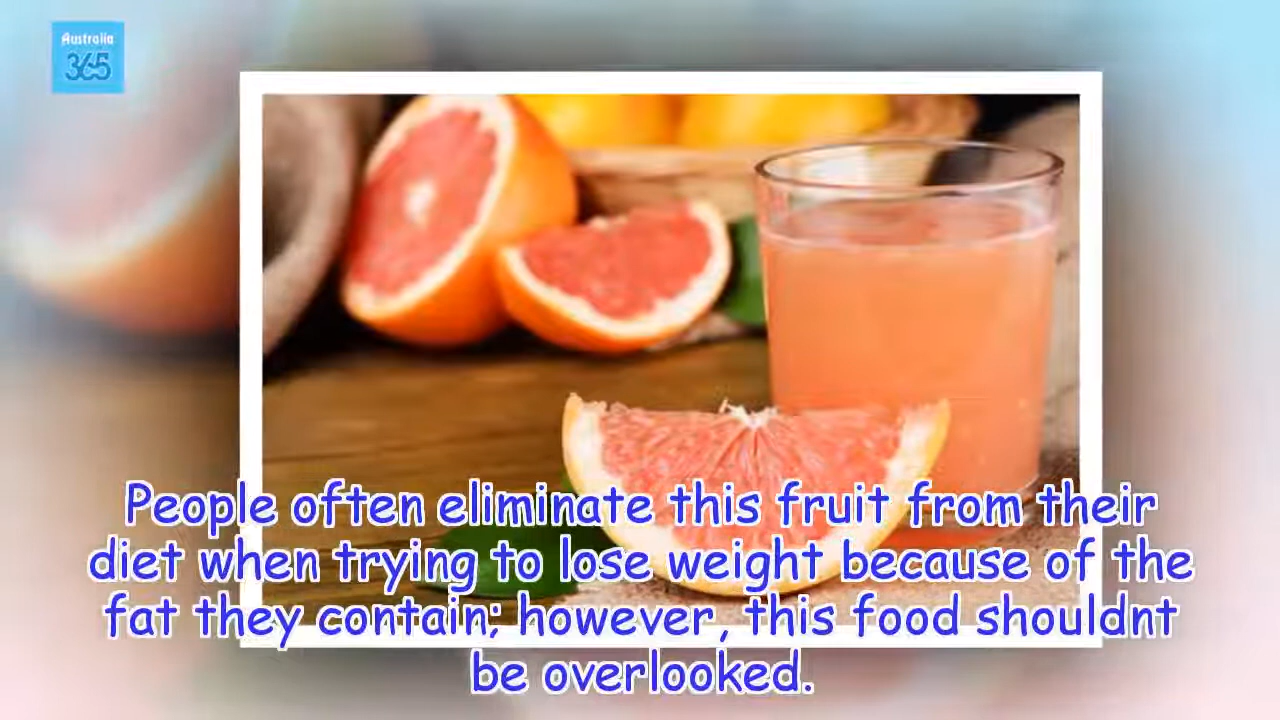 Australia
365
People often eliminate this fruit from their
diet when trying to lose weight because of the
fat they contain; however, this food shouldnt
be overlooked.